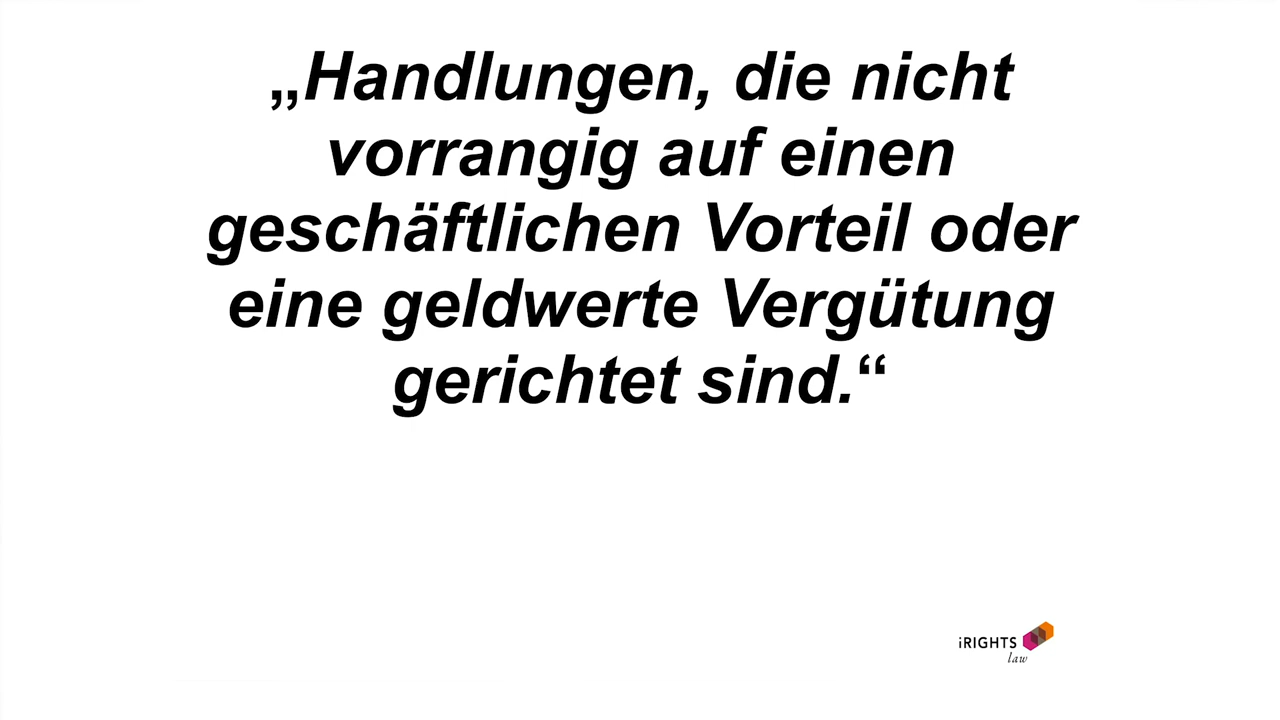 „Handlungen, die nicht
vorrangig auf einen
geschäftlichen Vorteil oder
eine geldwerte Vergütung
gerichtet sind.“
iRIGHTS
law